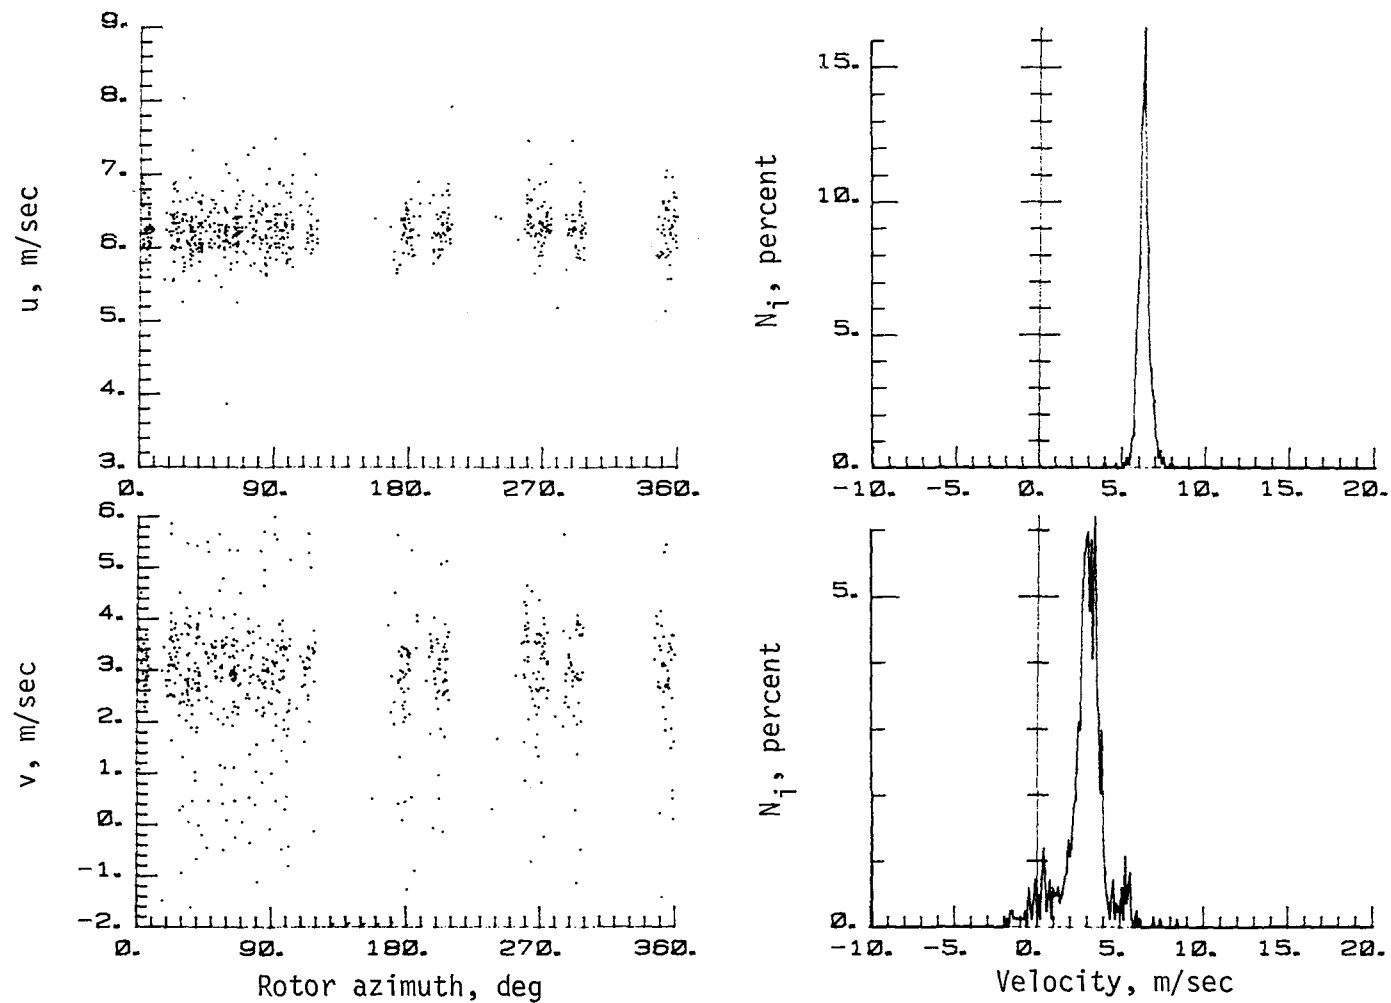 9.
8.
7.
6.
5.
4.
3.
u, m/sec
0. 90. 180. 270. 360.
15.
10.
5.
0.
N_i, percent
-10. -5. 0. 5. 10. 15. 20.
6.
5.
4.
3.
2.
1.
0.
-1.
-2.
v, m/sec
0. 90. 180. 270. 360.
Rotor azimuth, deg
5.
0.
N_i, percent
-10. -5. 0. 5. 10. 15. 20.
Velocity, m/sec